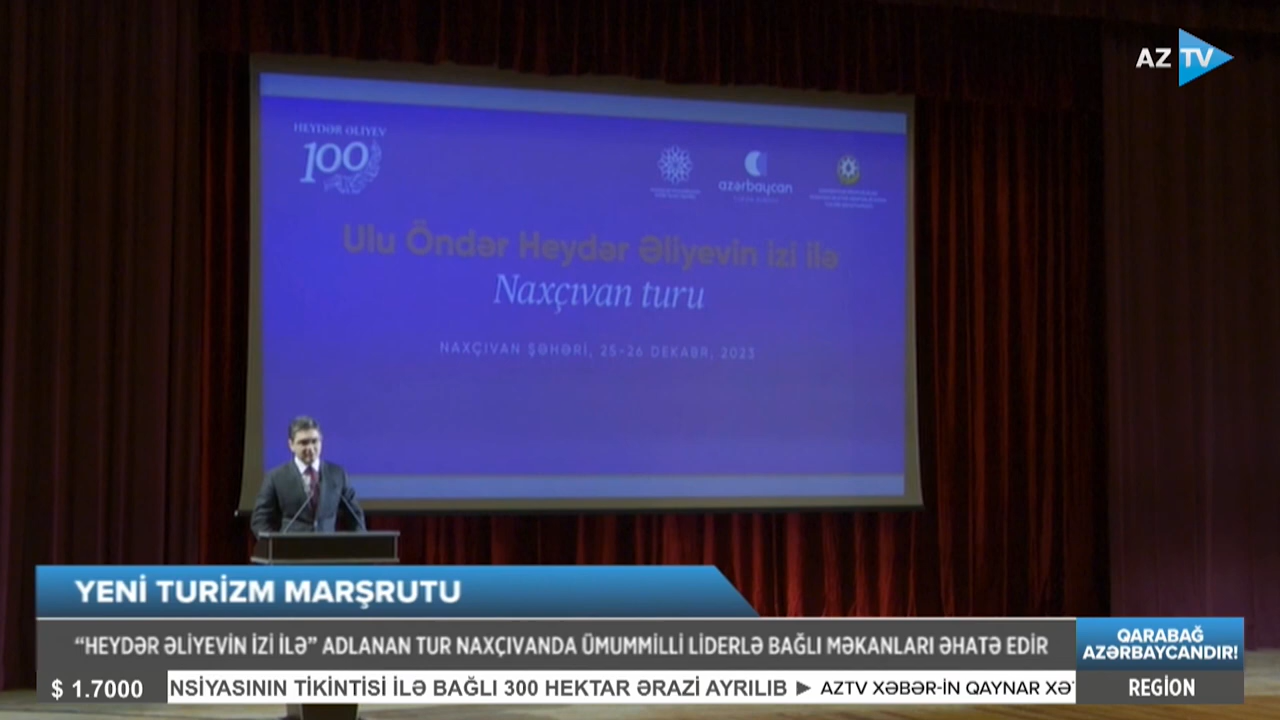 AZ TV
HEYDƏR ƏLİYEV
100
azərbaycan
Ulu Öndər Heydər Əliyevin izi ilə
Naxçıvan turu
NAXÇIVAN ŞƏHƏRİ, 25-26 DEKABR, 2023
YENİ TURİZM MARŞRUTU
“HEYDƏR ƏLİYEVİN İZİ İLƏ” ADLANAN TUR NAXÇIVANDA ÜMUMMİLLİ LİDERLƏ BAĞLI MƏKANLARI ƏHATƏ EDİR
QARABAĞ
AZƏRBAYCANDIR!
$ 1.7000
NSİYASININ TİKİNTİSİ İLƏ BAĞLI 300 HEKTAR ƏRAZİ AYRILIB ► AZTV XƏBƏR-İN QAYNAR XƏT
REGİON